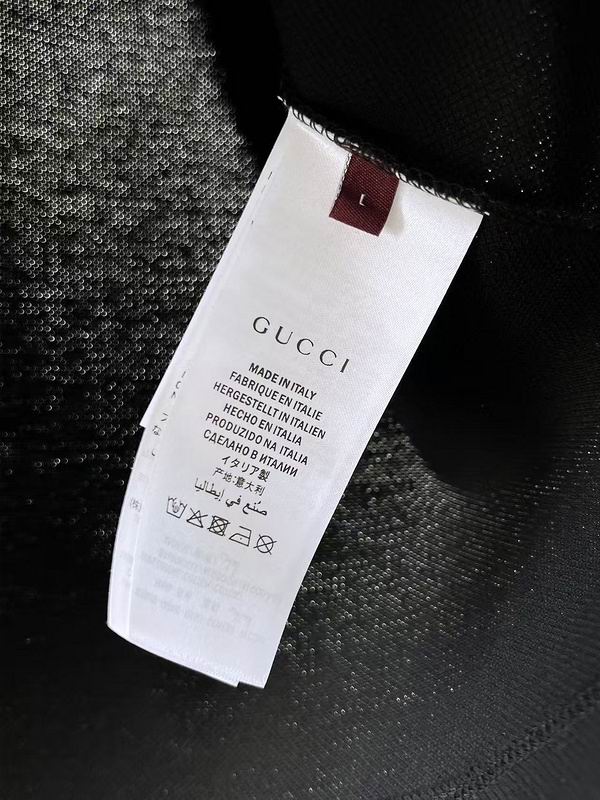 L
GUCCI
MADE IN ITALY
FABRIQUE EN ITALIE
HERGESTELLT IN ITALIEN
HECHO EN ITALIA
PRODUZIDO NA ITALIA
СДЕЛАНО В ИТАЛИИ
イタリア製
产地:意大利
صُنع في إيطاليا